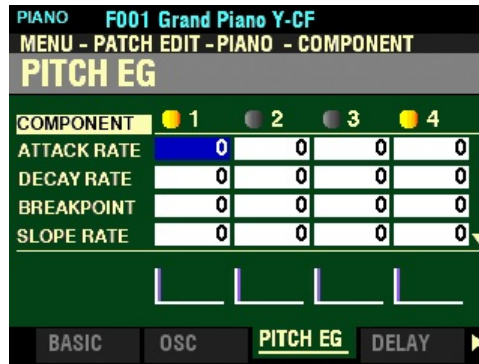 PIANO F001 Grand Piano Y-CF
MENU - PATCH EDIT - PIANO - COMPONENT
PITCH EG
COMPONENT 1 2 3 4
ATTACK RATE 0 0 0 0
DECAY RATE 0 0 0 0
BREAKPOINT 0 0 0 0
SLOPE RATE 0 0 0 0
BASIC OSC PITCH EG DELAY